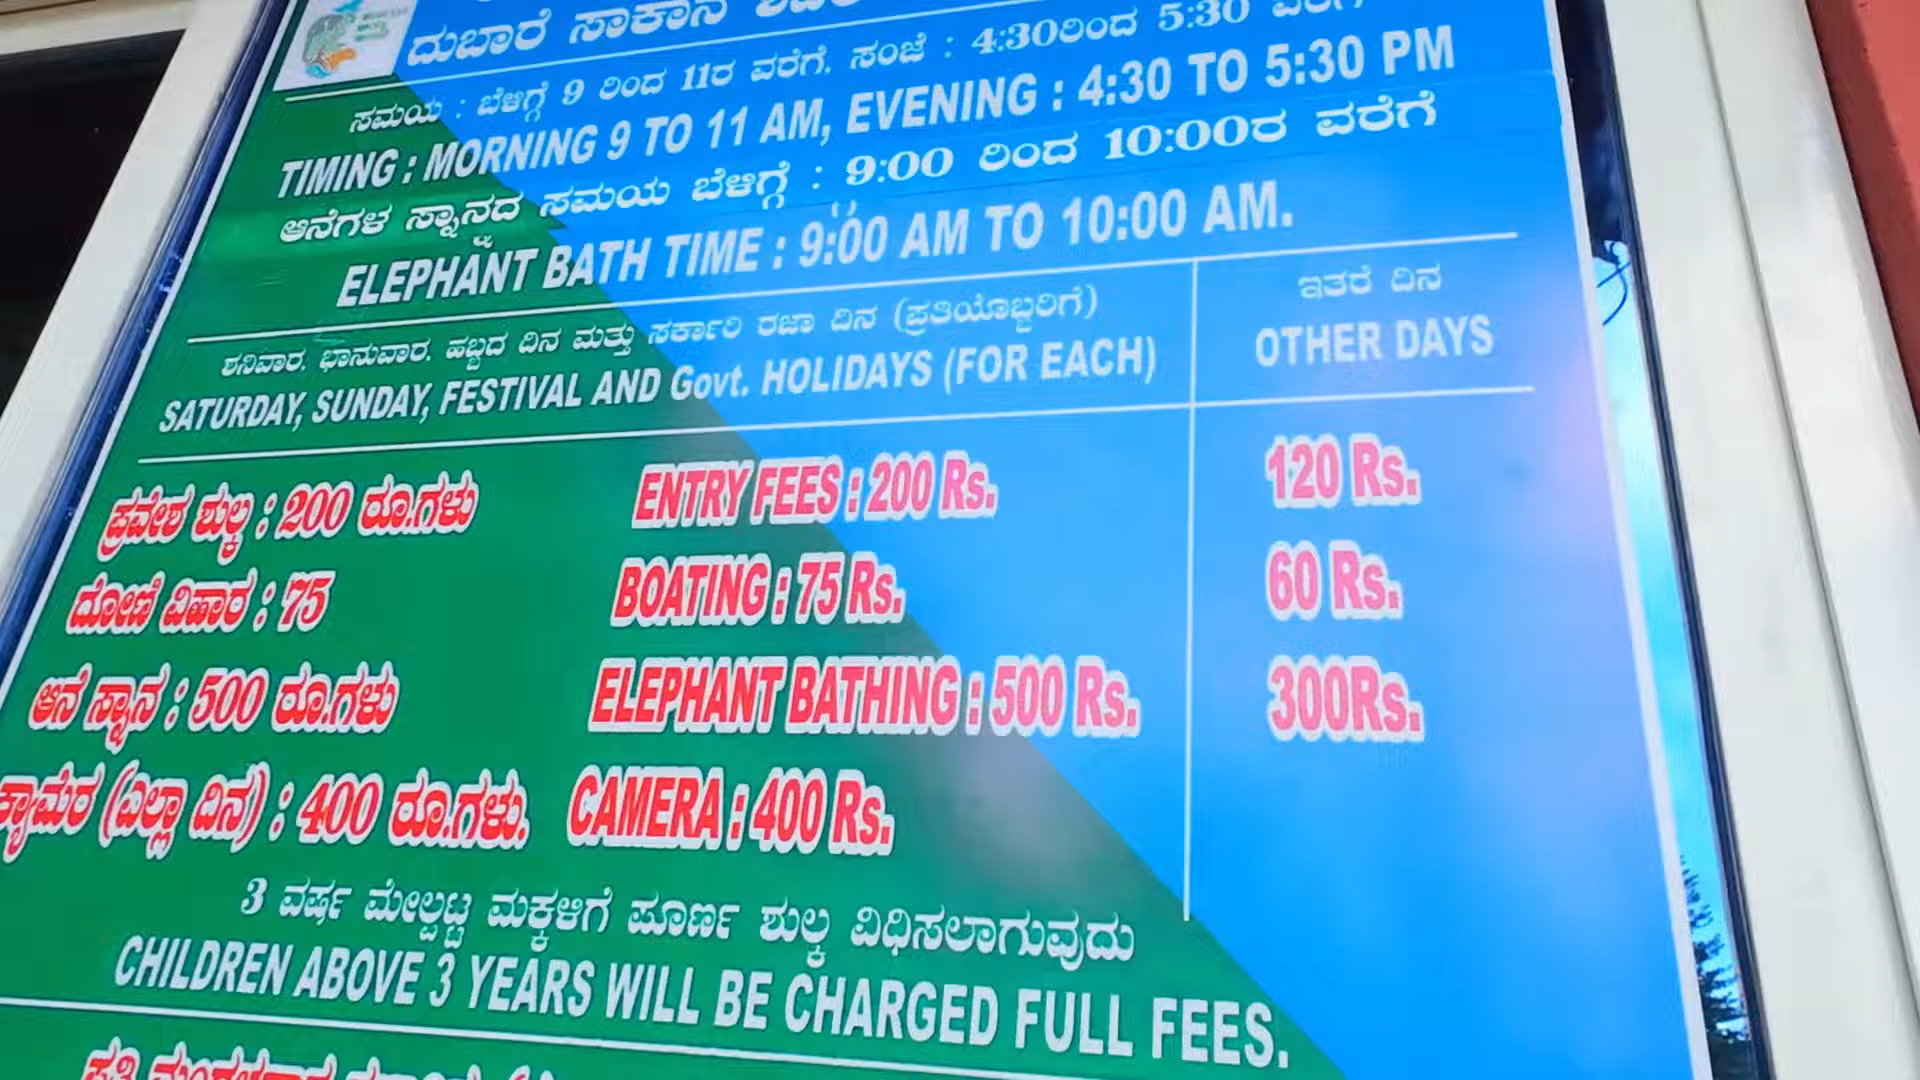 ದುಬಾರೆ ಸಾಕಾನೆ
ಸಮಯ : ಬೆಳಿಗ್ಗೆ 9 ರಿಂದ 11ರ ವರೆಗೆ. ಸಂಜೆ : 4:30ರಿಂದ 5:30 ವರೆಗೆ
TIMING : MORNING 9 TO 11 AM, EVENING : 4:30 TO 5:30 PM
ಆನೆಗಳ ಸ್ನಾನದ ಸಮಯ ಬೆಳಿಗ್ಗೆ : 9:00 ರಿಂದ 10:00ರ ವರೆಗೆ
ELEPHANT BATH TIME : 9:00 AM TO 10:00 AM.
ಶನಿವಾರ, ಭಾನುವಾರ, ಹಬ್ಬದ ದಿನ ಮತ್ತು ಸರ್ಕಾರಿ ರಜಾ ದಿನ (ಪ್ರತಿಯೊಬ್ಬರಿಗೆ)
SATURDAY, SUNDAY, FESTIVAL AND Govt. HOLIDAYS (FOR EACH)
ಇತರೆ ದಿನ
OTHER DAYS
ಪ್ರವೇಶ ಶುಲ್ಕ : 200 ರೂ.ಗಳು ENTRY FEES : 200 Rs. 120 Rs.
ದೋಣಿ ವಿಹಾರ : 75 BOATING : 75 Rs. 60 Rs.
ಆನೆ ಸ್ನಾನ : 500 ರೂ.ಗಳು ELEPHANT BATHING : 500 Rs. 300Rs.
ಕ್ಯಾಮೆರ (ಎಲ್ಲಾ ದಿನ) : 400 ರೂ.ಗಳು. CAMERA : 400 Rs.
3 ವರ್ಷ ಮೇಲ್ಪಟ್ಟ ಮಕ್ಕಳಿಗೆ ಪೂರ್ಣ ಶುಲ್ಕ ವಿಧಿಸಲಾಗುವುದು
CHILDREN ABOVE 3 YEARS WILL BE CHARGED FULL FEES.
ಪ್ರತಿ ಮಂಗಳವಾರ